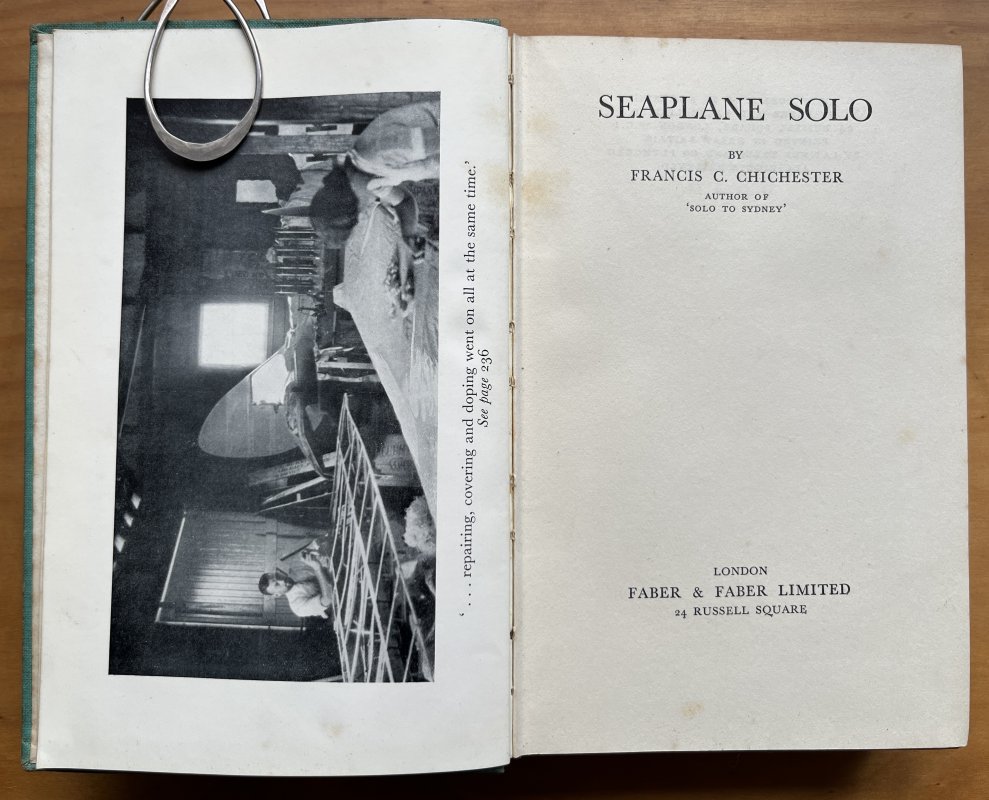 ‘ . . . repairing, covering and doping went on all at the same time.’
See page 236
SEAPLANE SOLO
BY
FRANCIS C. CHICHESTER
AUTHOR OF
‘SOLO TO SYDNEY’
LONDON
FABER & FABER LIMITED
24 RUSSELL SQUARE